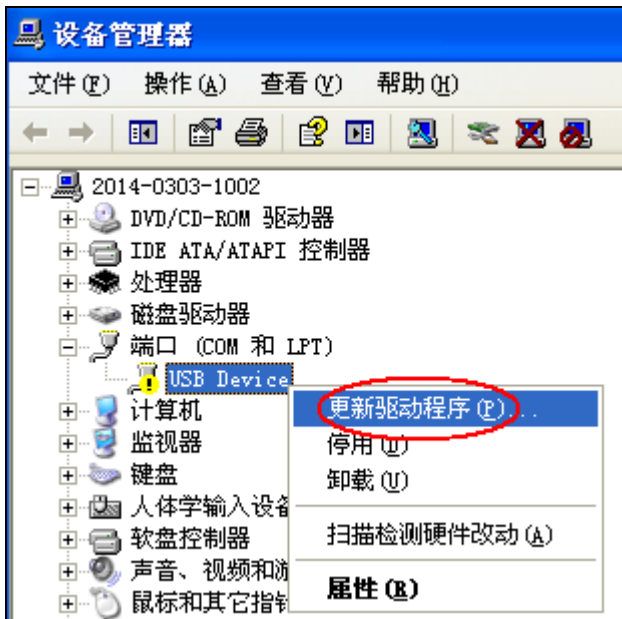 设备管理器
文件(F) 操作(A) 查看(V) 帮助(H)
2014-0303-1002
DVD/CD-ROM 驱动器
IDE ATA/ATAPI 控制器
处理器
磁盘驱动器
端口 (COM 和 LPT)
USB Device
计算机
更新驱动程序(P)...
监视器
停用(D)
键盘
卸载(U)
人体学输入设备
软盘控制器
扫描检测硬件改动(A)
声音、视频和游
属性(R)
鼠标和其它指针